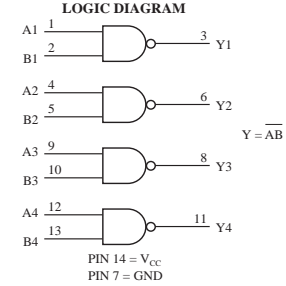 LOGIC DIAGRAM
A1 1
B1 2
3 Y1
A2 4
B2 5
6 Y2
Y = A̅B̅
A3 9
B3 10
8 Y3
A4 12
B4 13
11 Y4
PIN 14 = VCC
PIN 7 = GND